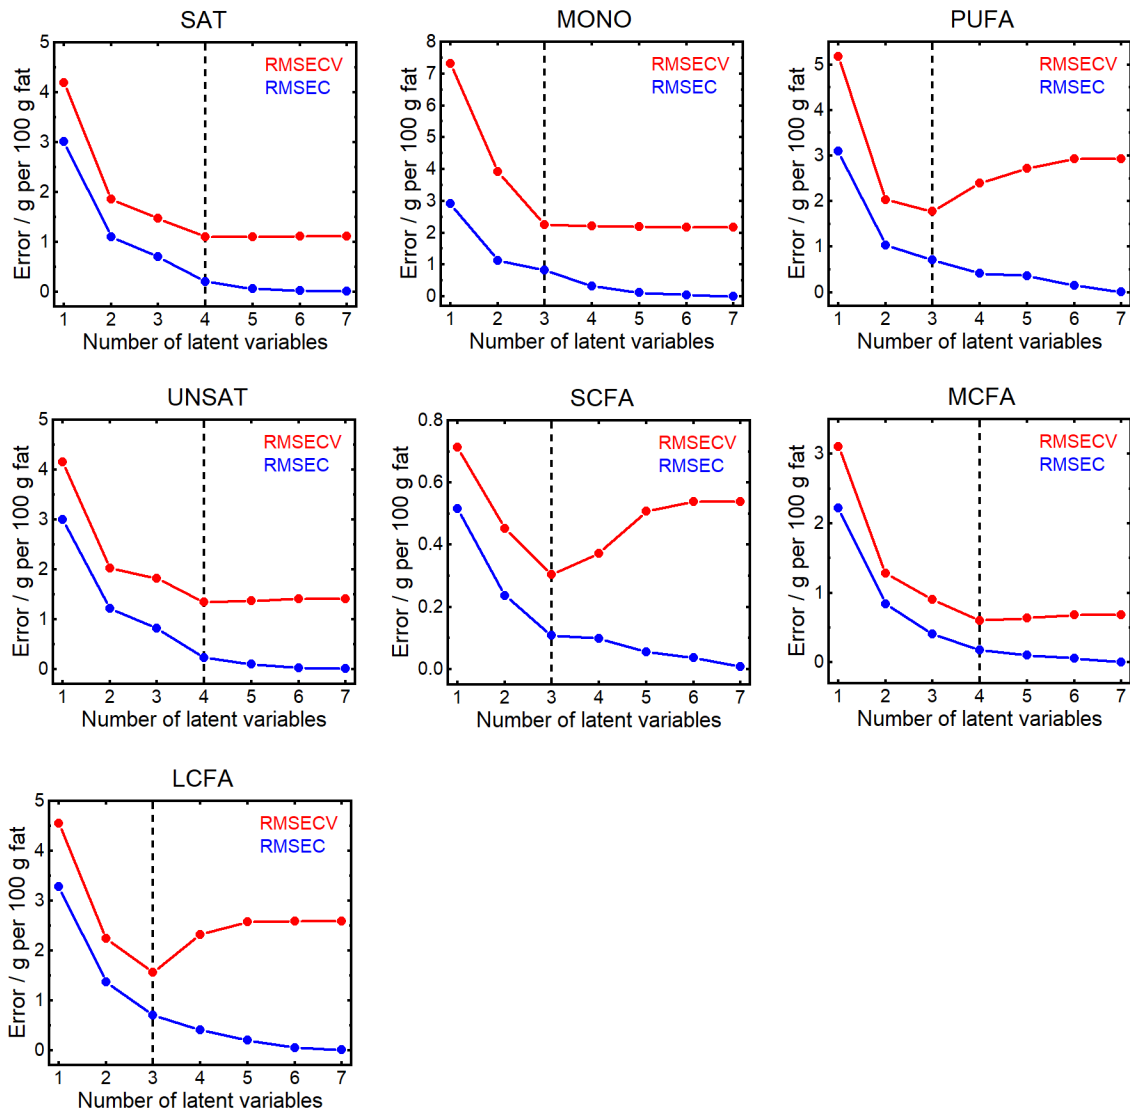 SAT
5
4
3
2
1
0
Error / g per 100 g fat
RMSECV
RMSEC
1 2 3 4 5 6 7
Number of latent variables
MONO
8
7
6
5
4
3
2
1
0
Error / g per 100 g fat
RMSECV
RMSEC
1 2 3 4 5 6 7
Number of latent variables
PUFA
5
4
3
2
1
0
Error / g per 100 g fat
RMSECV
RMSEC
1 2 3 4 5 6 7
Number of latent variables
UNSAT
5
4
3
2
1
0
Error / g per 100 g fat
RMSECV
RMSEC
1 2 3 4 5 6 7
Number of latent variables
SCFA
0.8
0.6
0.4
0.2
0.0
Error / g per 100 g fat
RMSECV
RMSEC
1 2 3 4 5 6 7
Number of latent variables
MCFA
3
2
1
0
Error / g per 100 g fat
RMSECV
RMSEC
1 2 3 4 5 6 7
Number of latent variables
LCFA
5
4
3
2
1
0
Error / g per 100 g fat
RMSECV
RMSEC
1 2 3 4 5 6 7
Number of latent variables